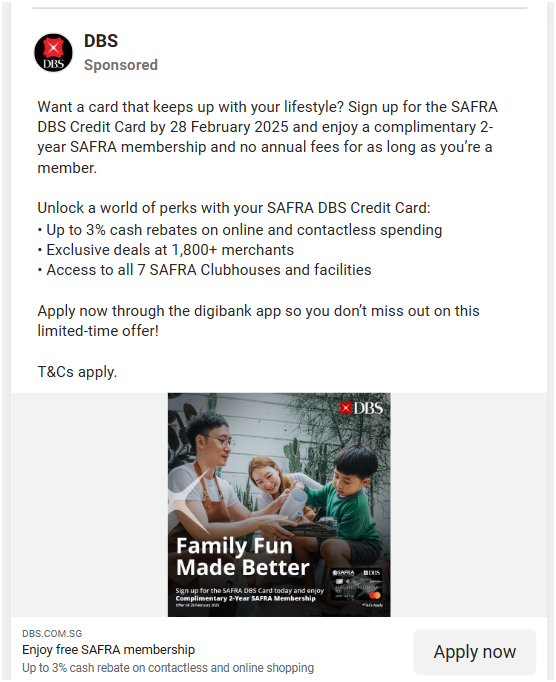 DBS
DBS
Sponsored
Want a card that keeps up with your lifestyle? Sign up for the SAFRA
DBS Credit Card by 28 February 2025 and enjoy a complimentary 2-
year SAFRA membership and no annual fees for as long as you’re a
member.
Unlock a world of perks with your SAFRA DBS Credit Card:
• Up to 3% cash rebates on online and contactless spending
• Exclusive deals at 1,800+ merchants
• Access to all 7 SAFRA Clubhouses and facilities
Apply now through the digibank app so you don’t miss out on this
limited-time offer!
T&Cs apply.
DBS
Family Fun
Made Better
Sign up for the SAFRA DBS Card today and enjoy
Complimentary 2-Year SAFRA Membership
Offer till 28 February 2025
SAFRA DBS
*T&Cs Apply
DBS.COM.SG
Enjoy free SAFRA membership
Up to 3% cash rebate on contactless and online shopping
Apply now